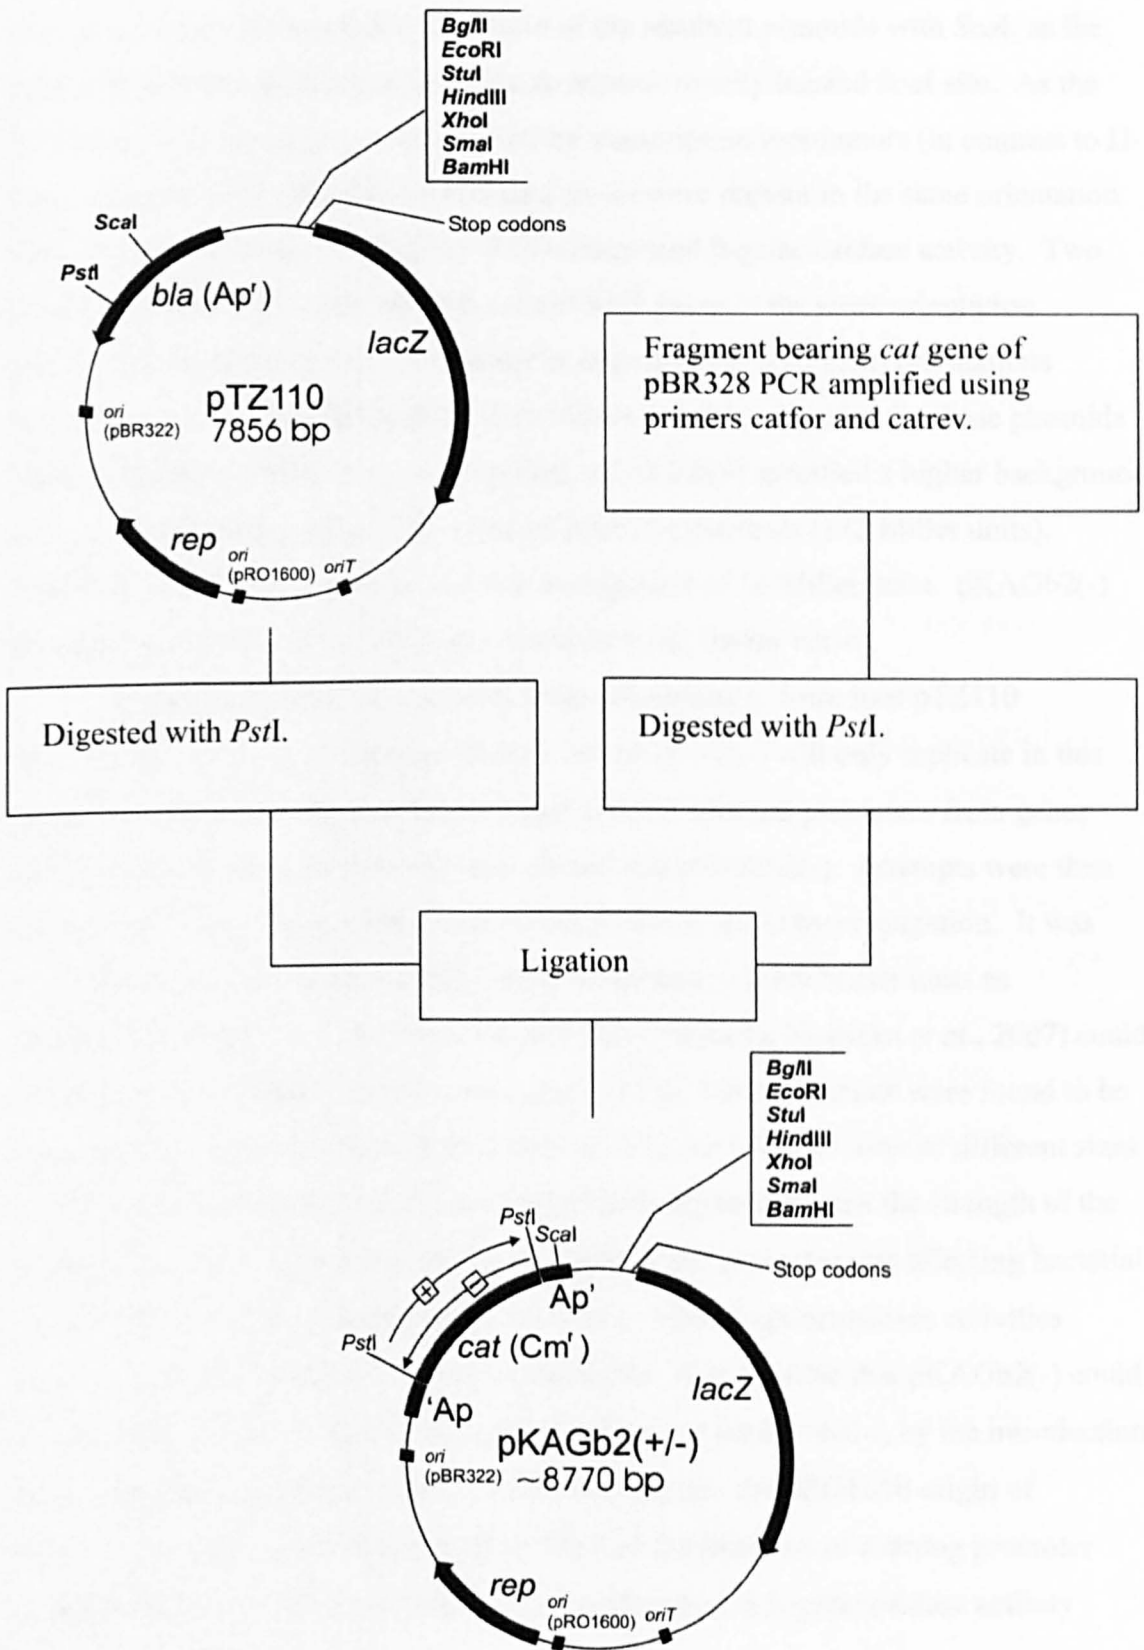 BglII
EcoRI
StuI
HindIII
XhoI
SmaI
BamHI
Stop codons
ScaI
PstI
bla (Apʳ)
lacZ
pTZ110
7856 bp
ori
(pBR322)
rep
ori
(pRO1600)
oriT
Fragment bearing cat gene of
pBR328 PCR amplified using
primers catfor and catrev.
Digested with PstI.
Digested with PstI.
Ligation
BglII
EcoRI
StuI
HindIII
XhoI
SmaI
BamHI
Stop codons
PstI
ScaI
+
-
Ap'
PstI
cat (Cmʳ)
'Ap
lacZ
pKAGb2(+/-)
~8770 bp
ori
(pBR322)
rep
ori
(pRO1600)
oriT